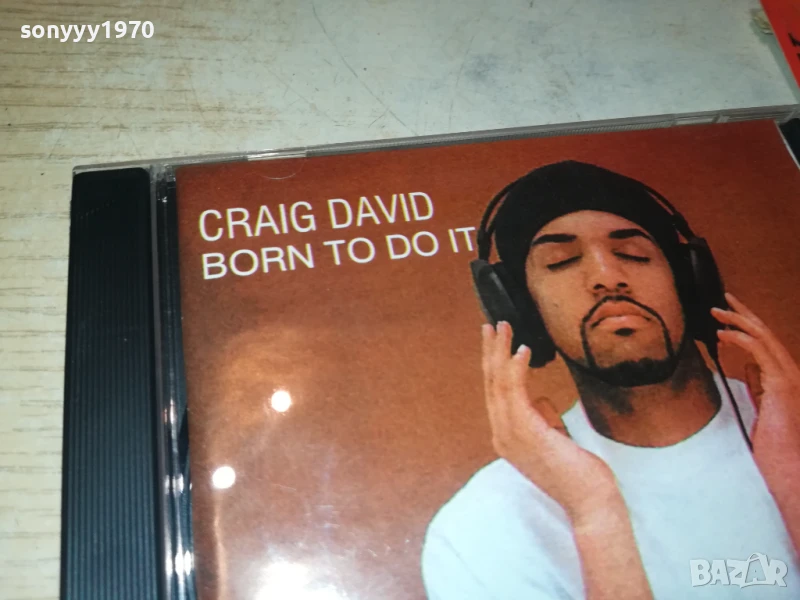 sonyyy1970
CRAIG DAVID
BORN TO DO IT
BAZAR